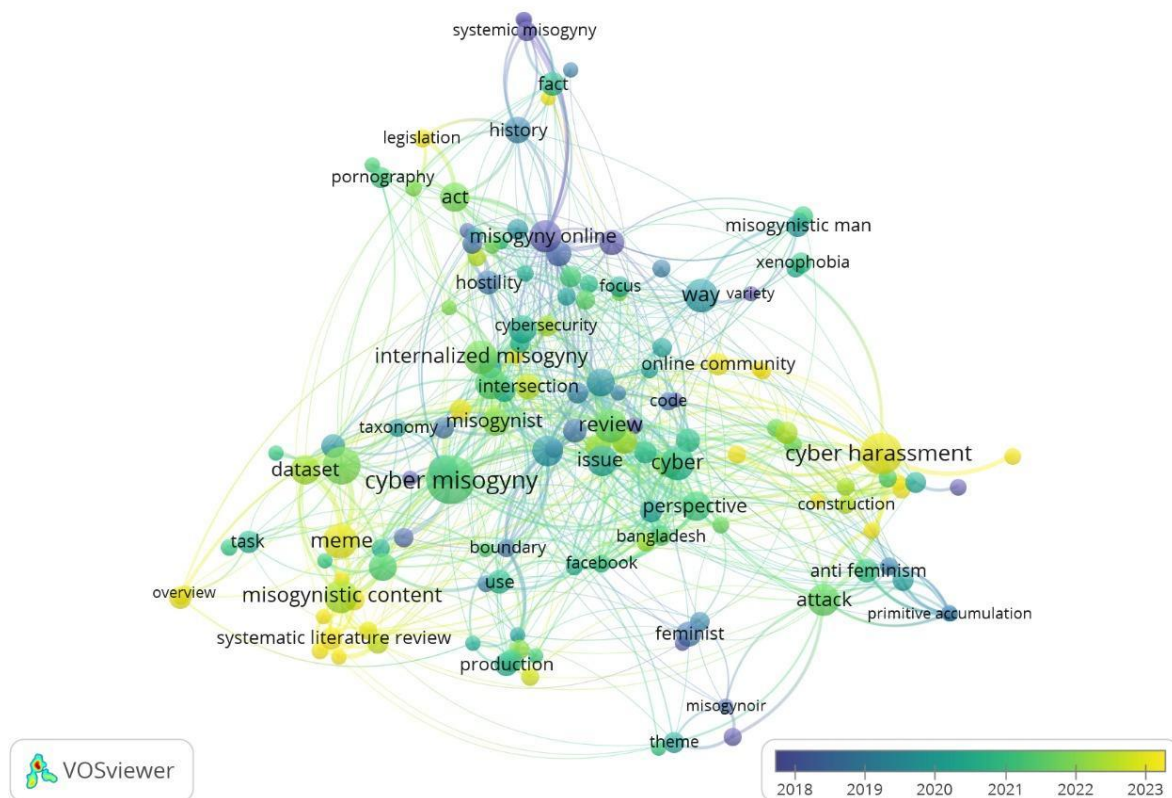 systemic misogyny
fact
history
legislation
pornography
act
misogyny online
misogynistic man
xenophobia
hostility
focus
way
variety
cybersecurity
internalized misogyny
online community
intersection
code
misogynist
taxonomy
review
issue
cyber
cyber harassment
dataset
cyber misogyny
construction
perspective
bangladesh
meme
task
boundary
facebook
use
anti feminism
overview
misogynistic content
attack
primitive accumulation
systematic literature review
feminist
production
misogynoir
theme
VOSviewer
2018 2019 2020 2021 2022 2023